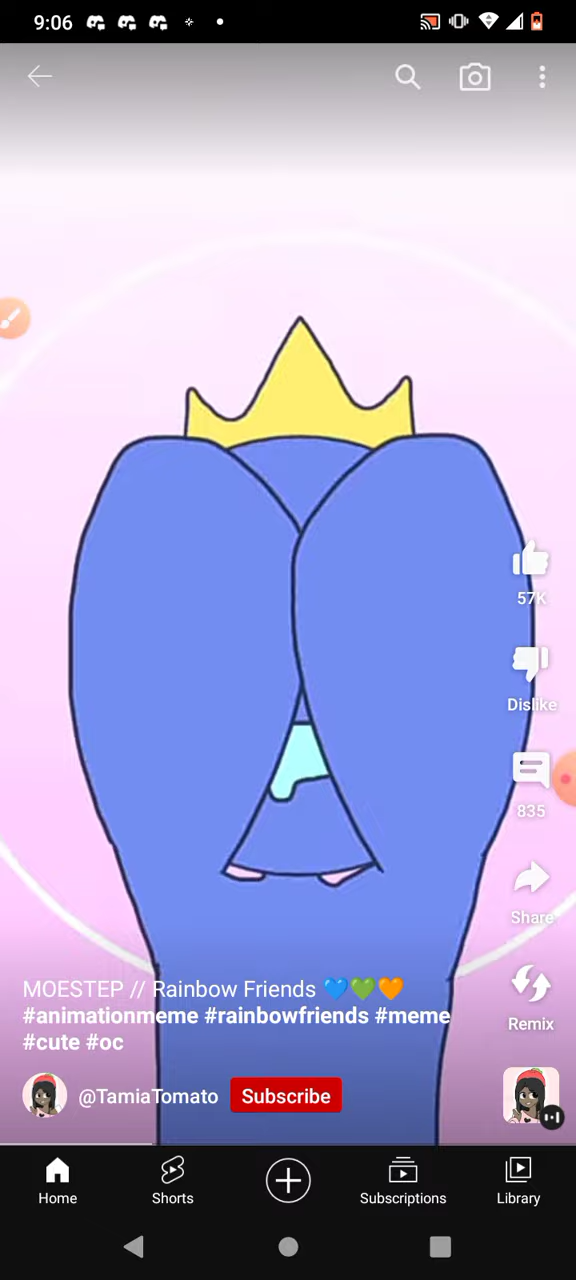 9:06
57K
Dislike
835
Share
MOESTEP // Rainbow Friends 💙💚🧡
#animationmeme #rainbowfriends #meme
#cute #oc
Remix
@TamiaTomato Subscribe
Home Shorts Subscriptions Library